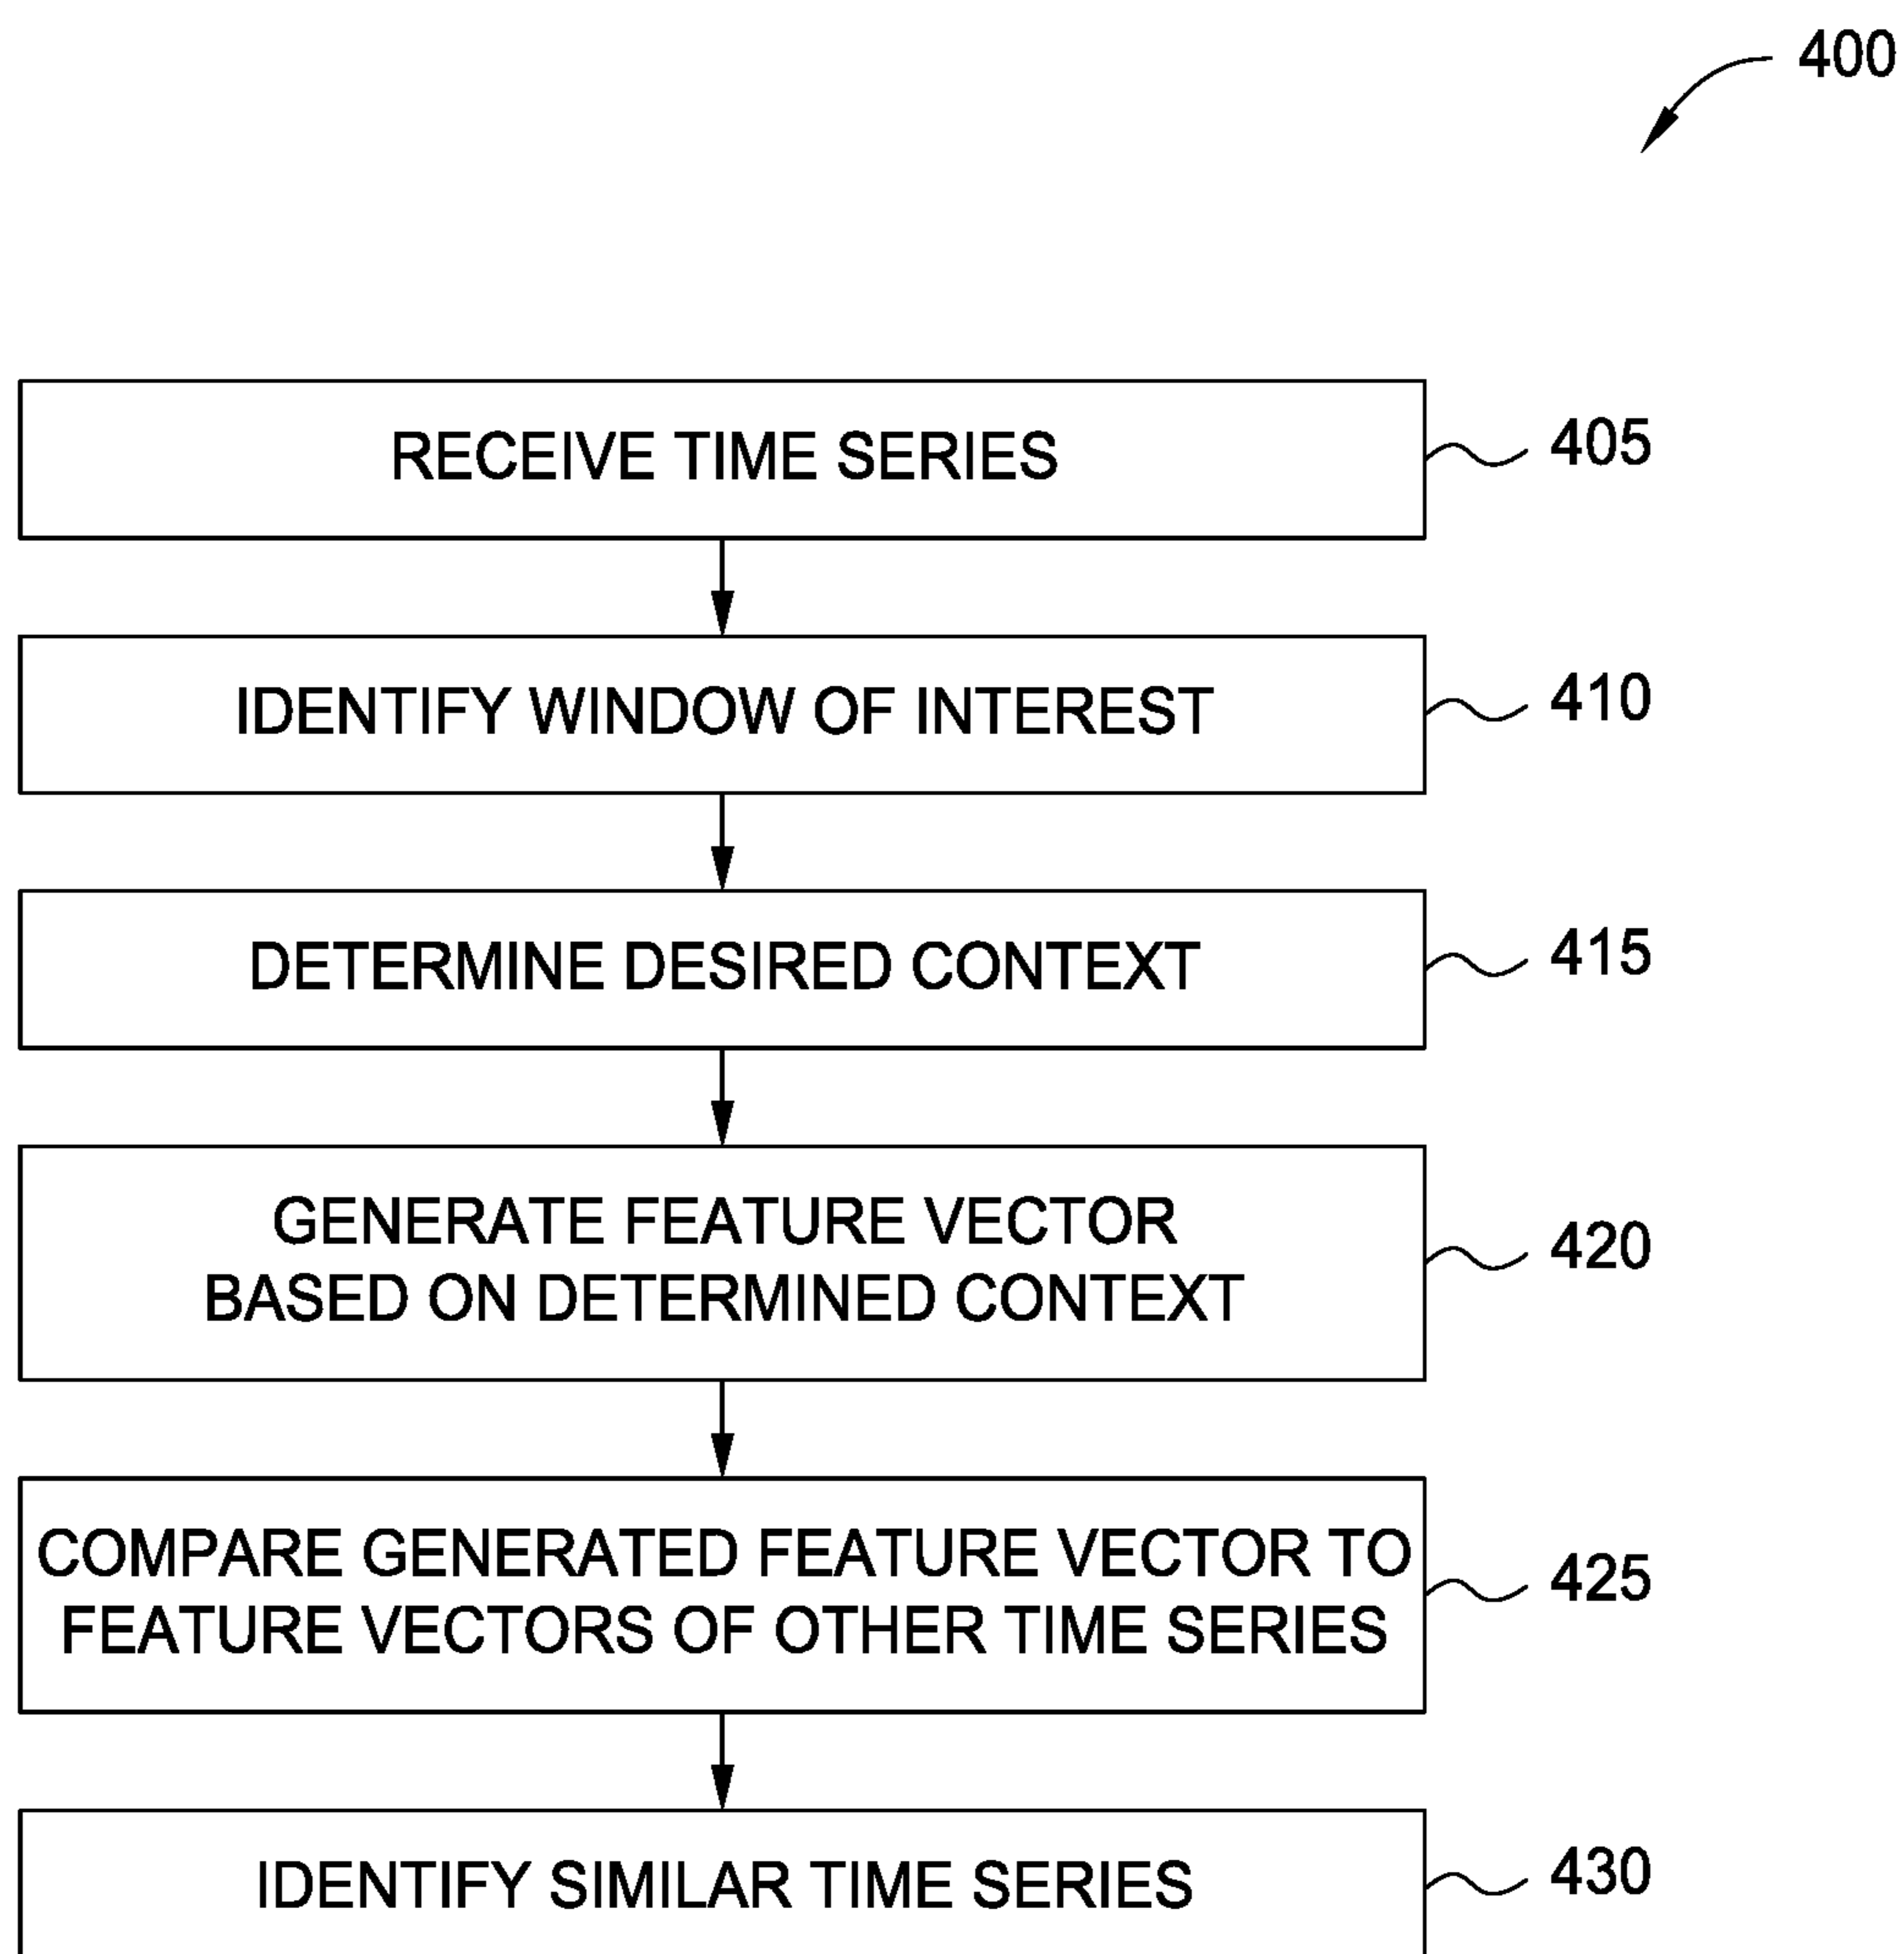 400
RECEIVE TIME SERIES
405
IDENTIFY WINDOW OF INTEREST
410
DETERMINE DESIRED CONTEXT
415
GENERATE FEATURE VECTOR
BASED ON DETERMINED CONTEXT
420
COMPARE GENERATED FEATURE VECTOR TO
FEATURE VECTORS OF OTHER TIME SERIES
425
IDENTIFY SIMILAR TIME SERIES
430